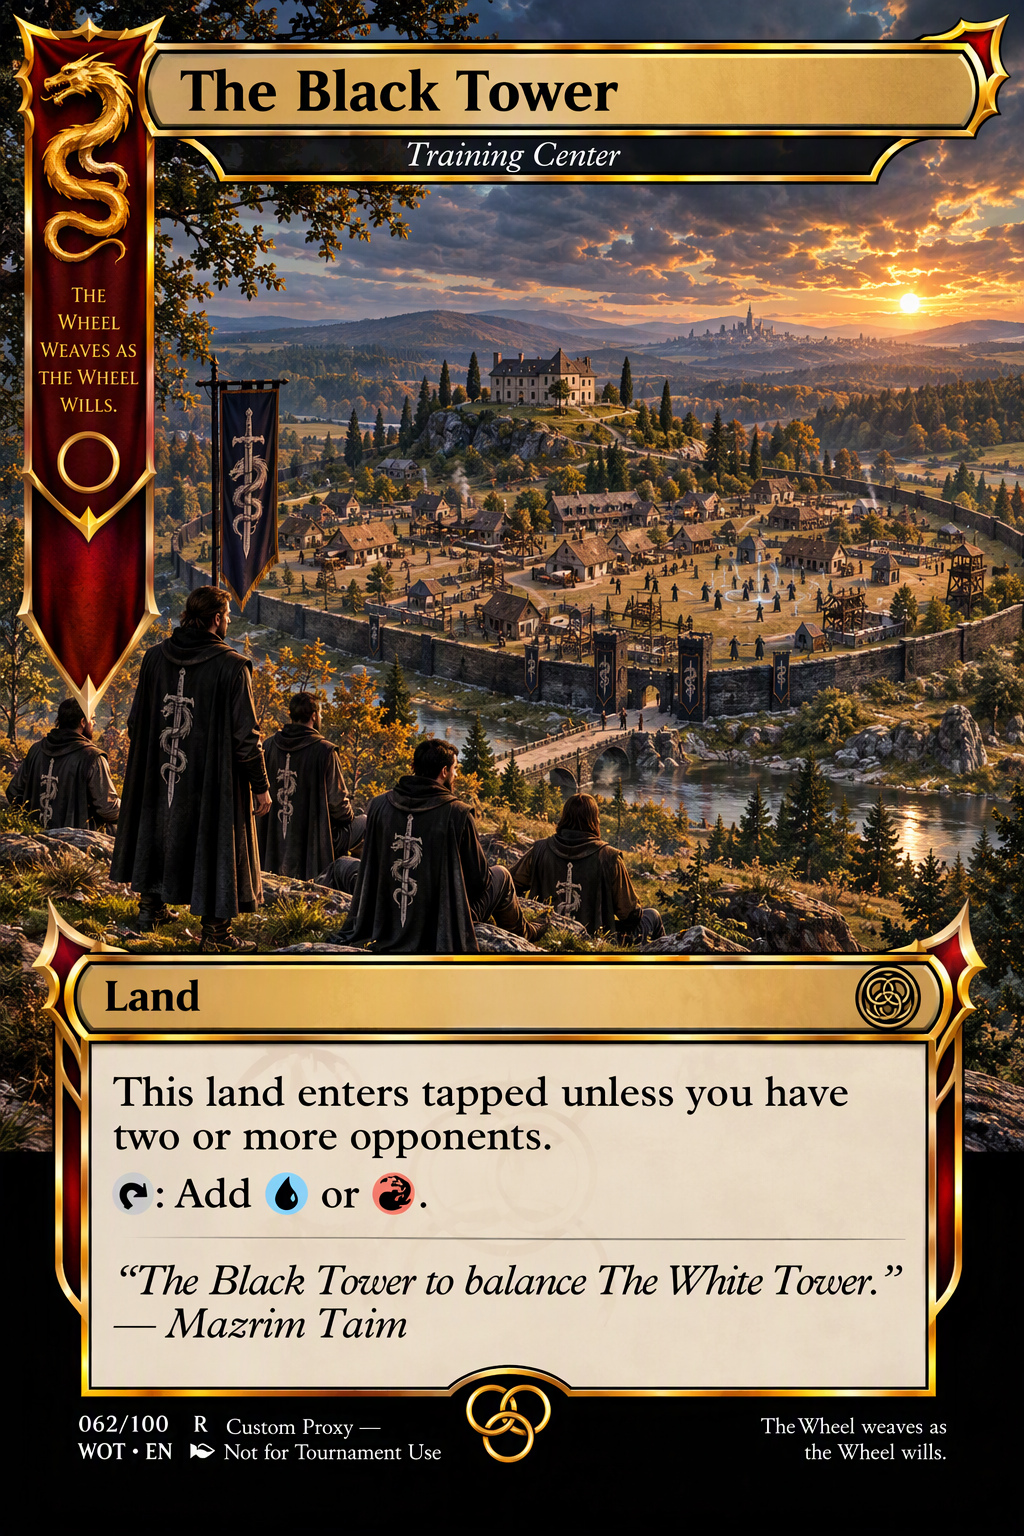 The Black Tower
Training Center
THE
WHEEL
WEAVES AS
THE WHEEL
WILLS.
Land
This land enters tapped unless you have
two or more opponents.
: Add or .
“The Black Tower to balance The White Tower.”
— Mazrim Taim
062/100 R Custom Proxy —
WOT • EN Not for Tournament Use
The Wheel weaves as
the Wheel wills.